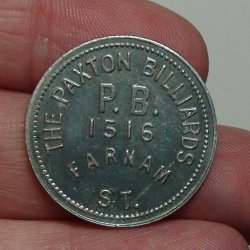 THE PAXTON BILLIARDS
P.B.
1516
FARNAM
ST.